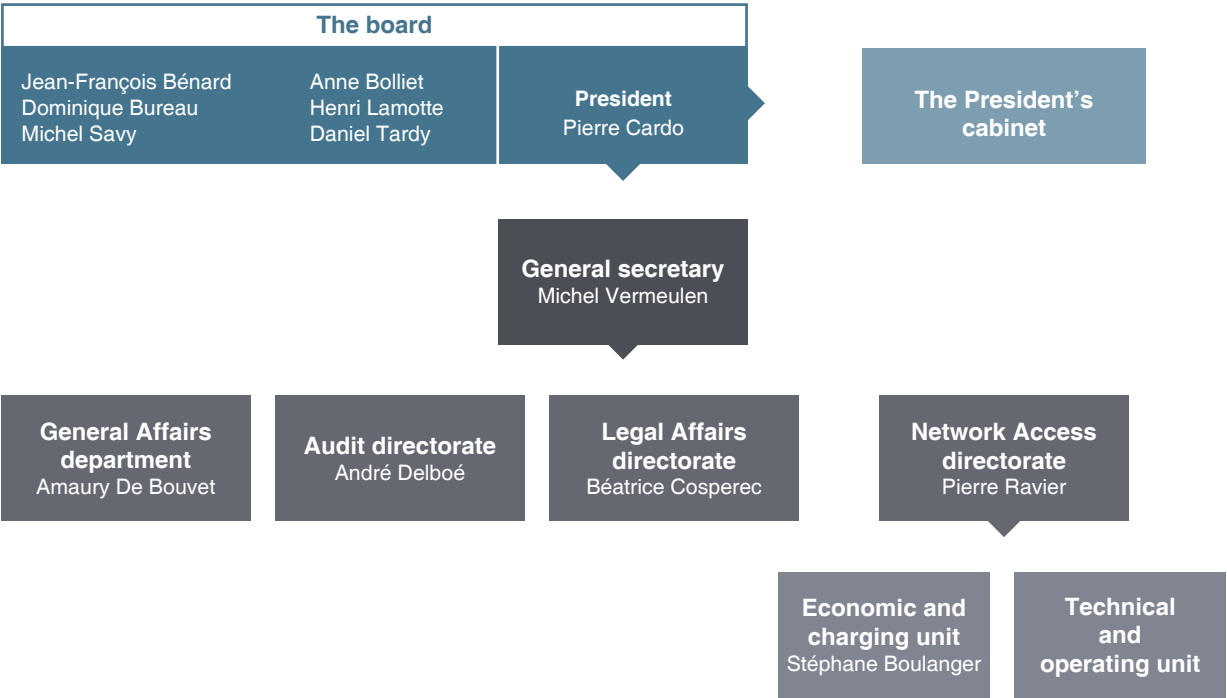 The board
Jean-François Bénard
Dominique Bureau
Michel Savy
Anne Bolliet
Henri Lamotte
Daniel Tardy
President
Pierre Cardo
The President’s
cabinet
General secretary
Michel Vermeulen
General Affairs
department
Amaury De Bouvet
Audit directorate
André Delboé
Legal Affairs
directorate
Béatrice Cosperec
Network Access
directorate
Pierre Ravier
Economic and
charging unit
Stéphane Boulanger
Technical
and
operating unit